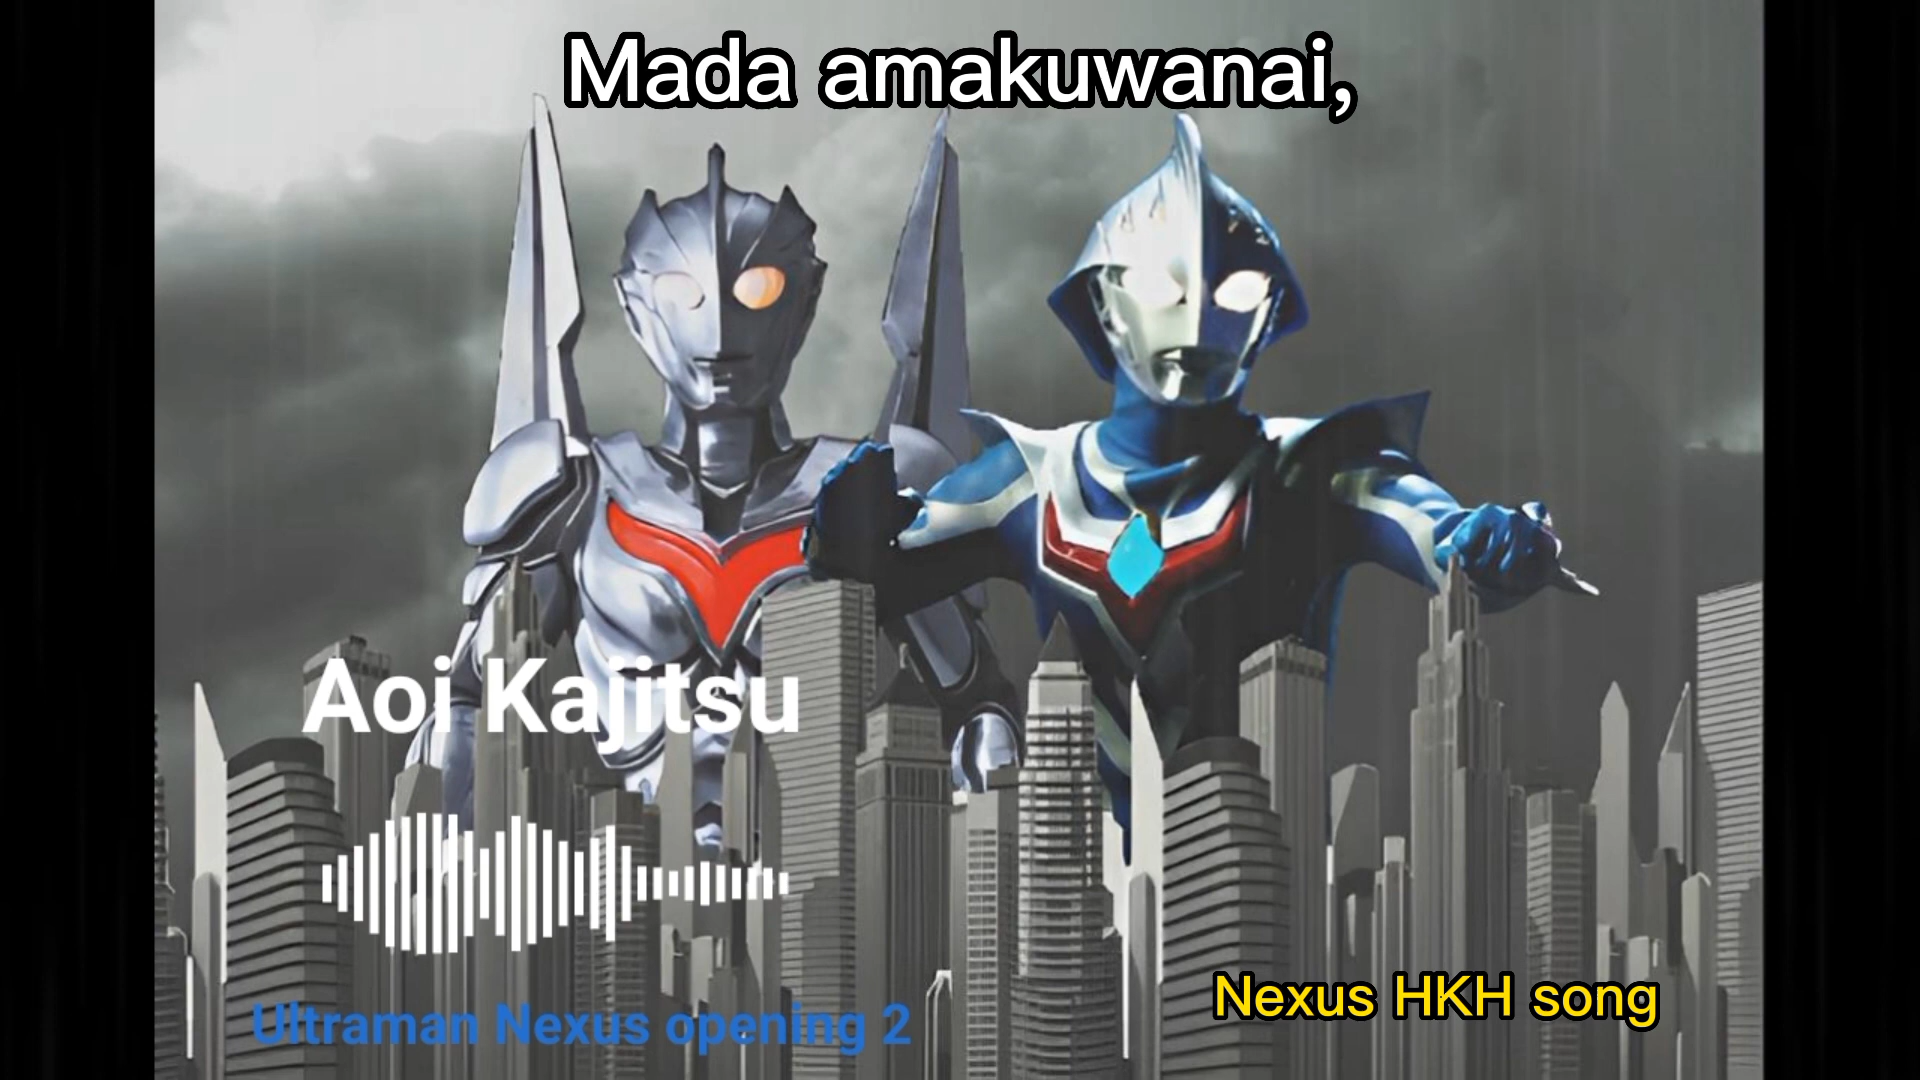 Mada amakuwanai,
Aoi Kajitsu
Ultraman Nexus opening 2
Nexus HKH song